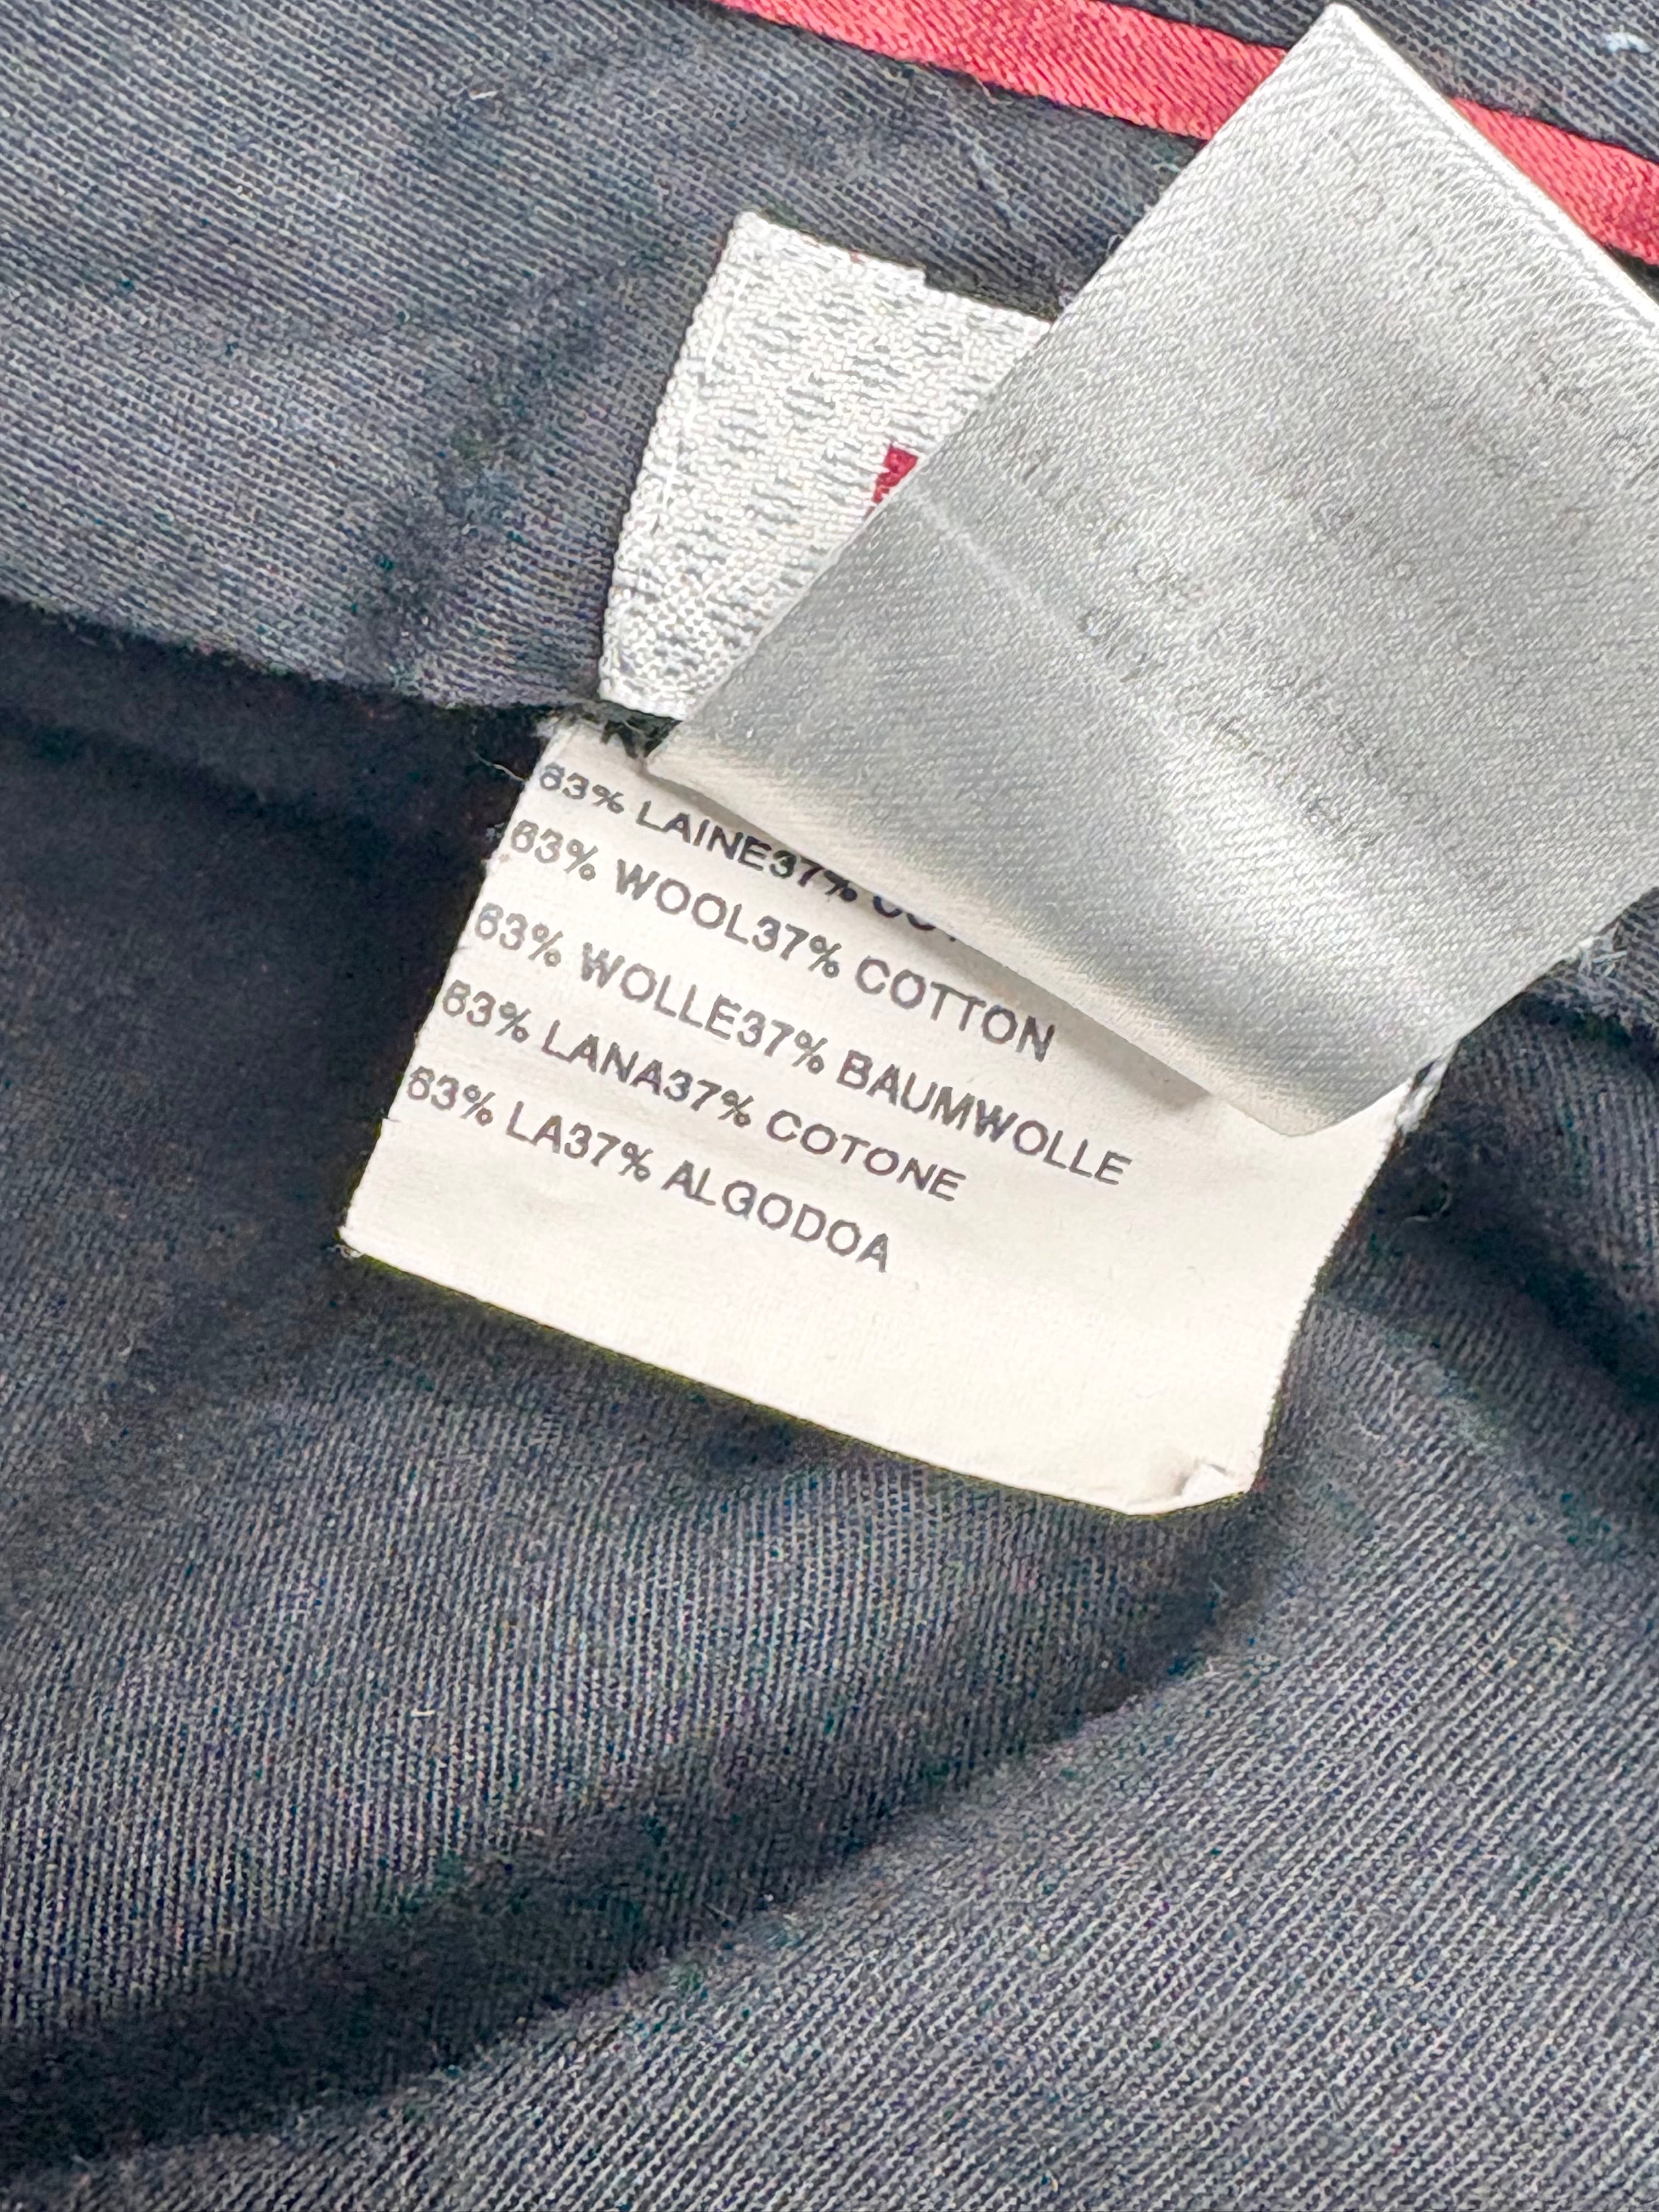 63% LAINE37%
63% WOOL37% COTTON
63% WOLLE37% BAUMWOLLE
63% LANA37% COTONE
63% LA37% ALGODOA